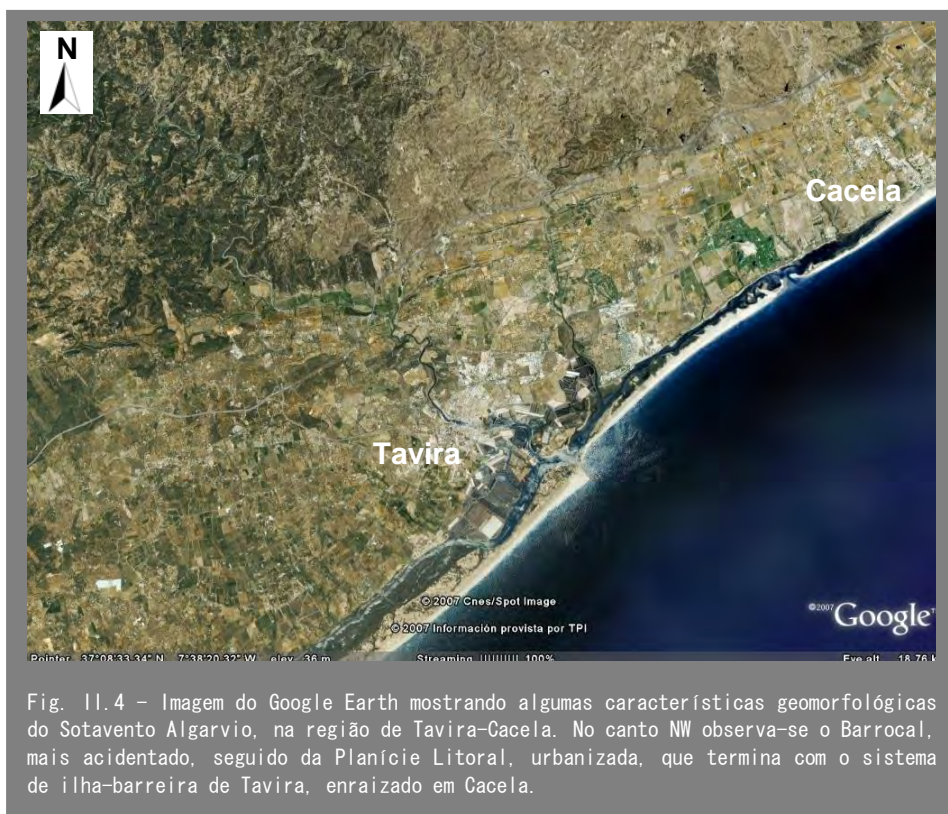 N
Cacela
Tavira
© 2007 Cnes/Spot Image
© 2007 Información provista por TPI
©2007 Google
Pointer 37°08'33.34" N 7°38'20.32" W elev 36 m Streaming 100% Eye alt 18.76 k
Fig. II.4 – Imagem do Google Earth mostrando algumas características geomorfológicas
do Sotavento Algarvio, na região de Tavira-Cacela. No canto NW observa-se o Barrocal,
mais acidentado, seguido da Planície Litoral, urbanizada, que termina com o sistema
de ilha-barreira de Tavira, enraizado em Cacela.